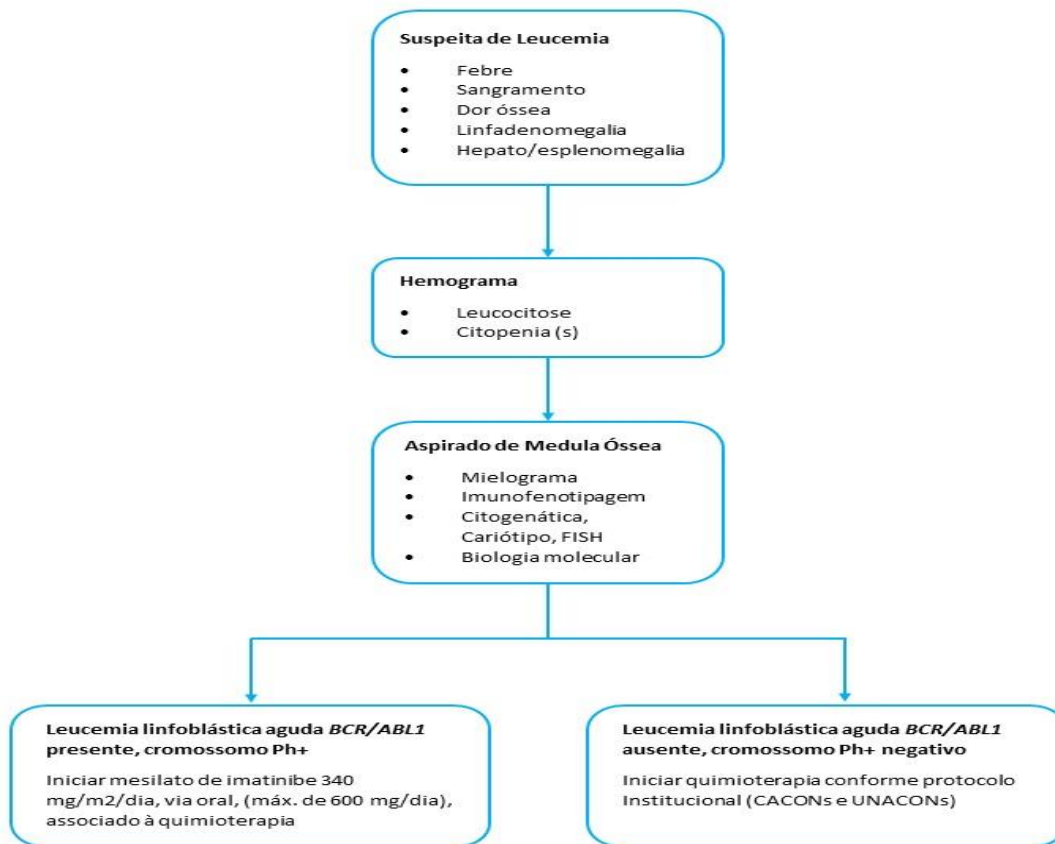 Suspeita de Leucemia
• Febre
• Sangramento
• Dor óssea
• Linfadenomegalia
• Hepato/esplenomegalia
Hemograma
• Leucocitose
• Citopenia (s)
Aspirado de Medula Óssea
• Mielograma
• Imunofenotipagem
• Citogenática,
Cariótipo, FISH
• Biologia molecular
Leucemia linfoblástica aguda BCR/ABL1
presente, cromossomo Ph+
Iniciar mesilato de imatinibe 340
mg/m2/dia, via oral, (máx. de 600 mg/dia),
associado à quimioterapia
Leucemia linfoblástica aguda BCR/ABL1
ausente, cromossomo Ph+ negativo
Iniciar quimioterapia conforme protocolo
Institucional (CACONs e UNACONs)